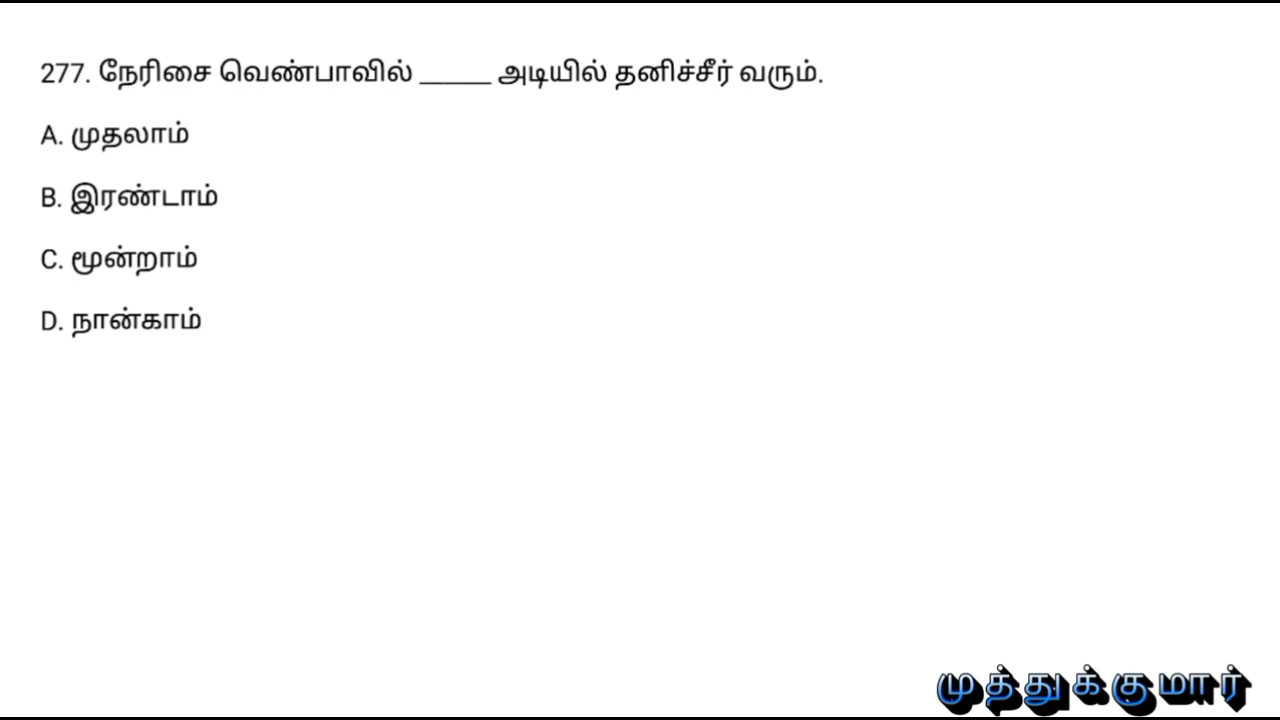 277. நேரிசை வெண்பாவில் _____ அடியில் தனிச்சீர் வரும்.
A. முதலாம்
B. இரண்டாம்
C. மூன்றாம்
D. நான்காம்
முத்துக்குமார்